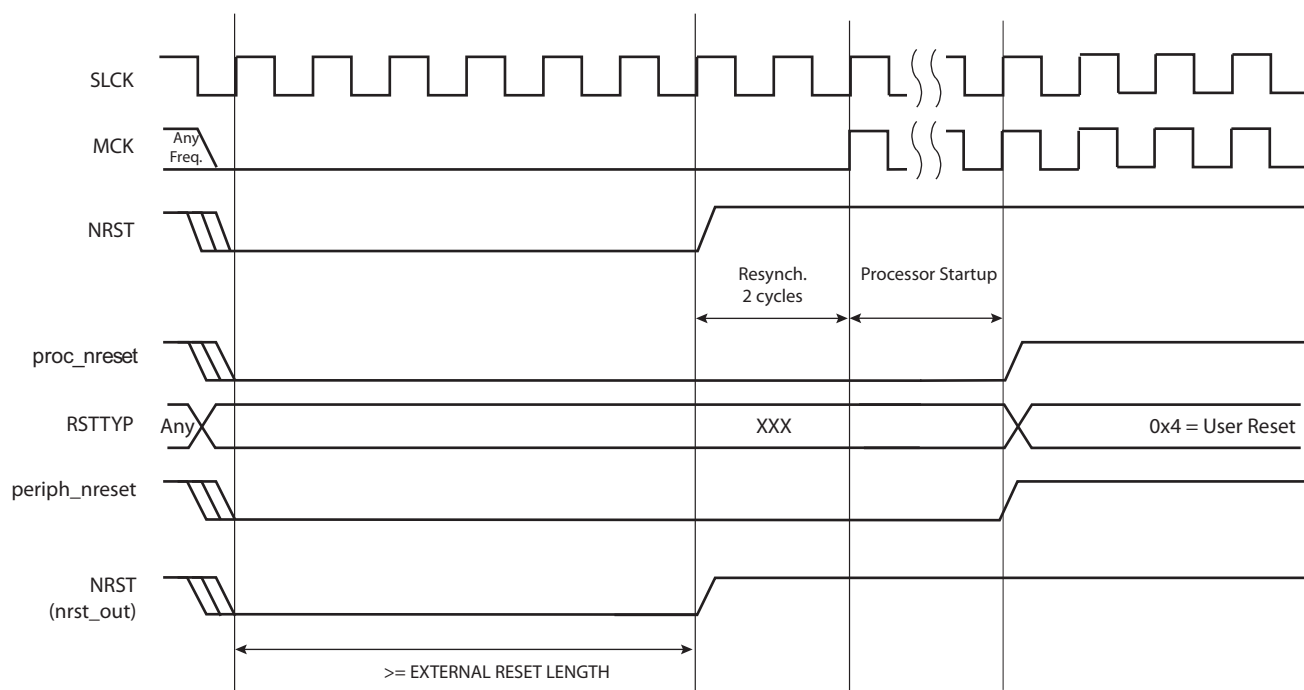 SLCK
MCK
Any
Freq.
NRST
Resynch.
2 cycles
Processor Startup
proc_nreset
RSTTYP
Any
XXX
0x4 = User Reset
periph_nreset
NRST
(nrst_out)
>= EXTERNAL RESET LENGTH